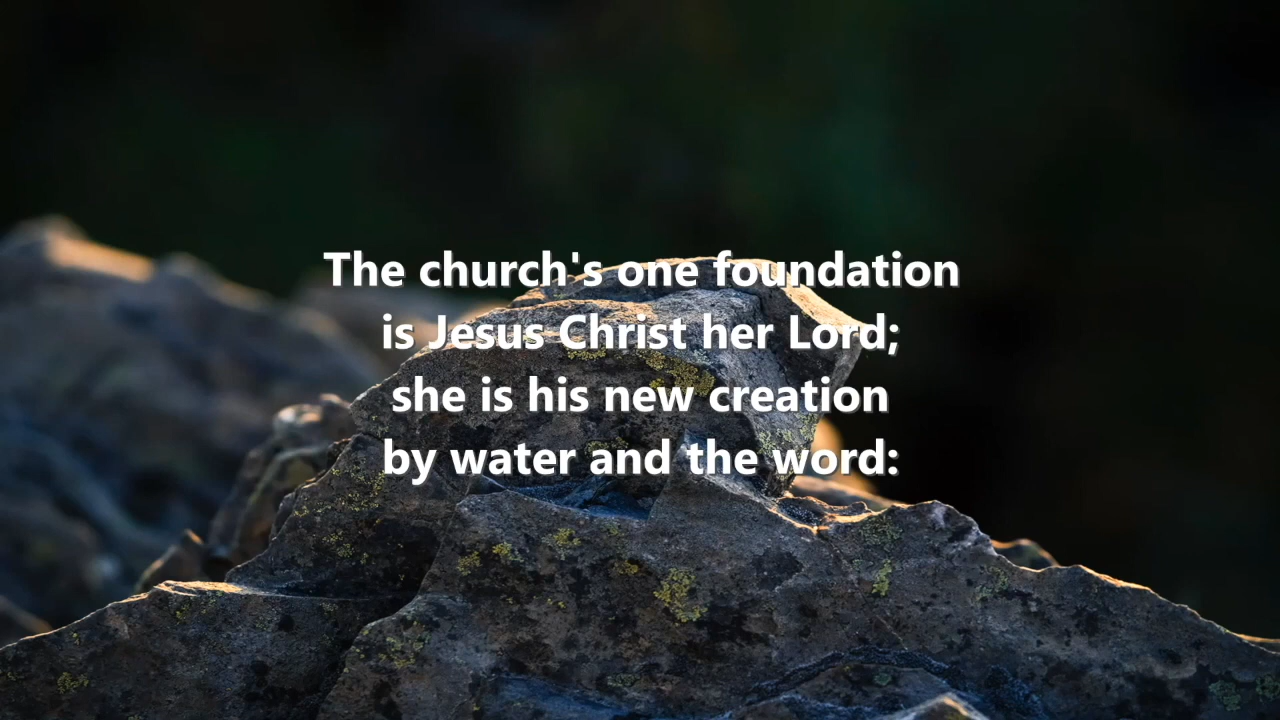 The church's one foundation
is Jesus Christ her Lord;
she is his new creation
by water and the word: